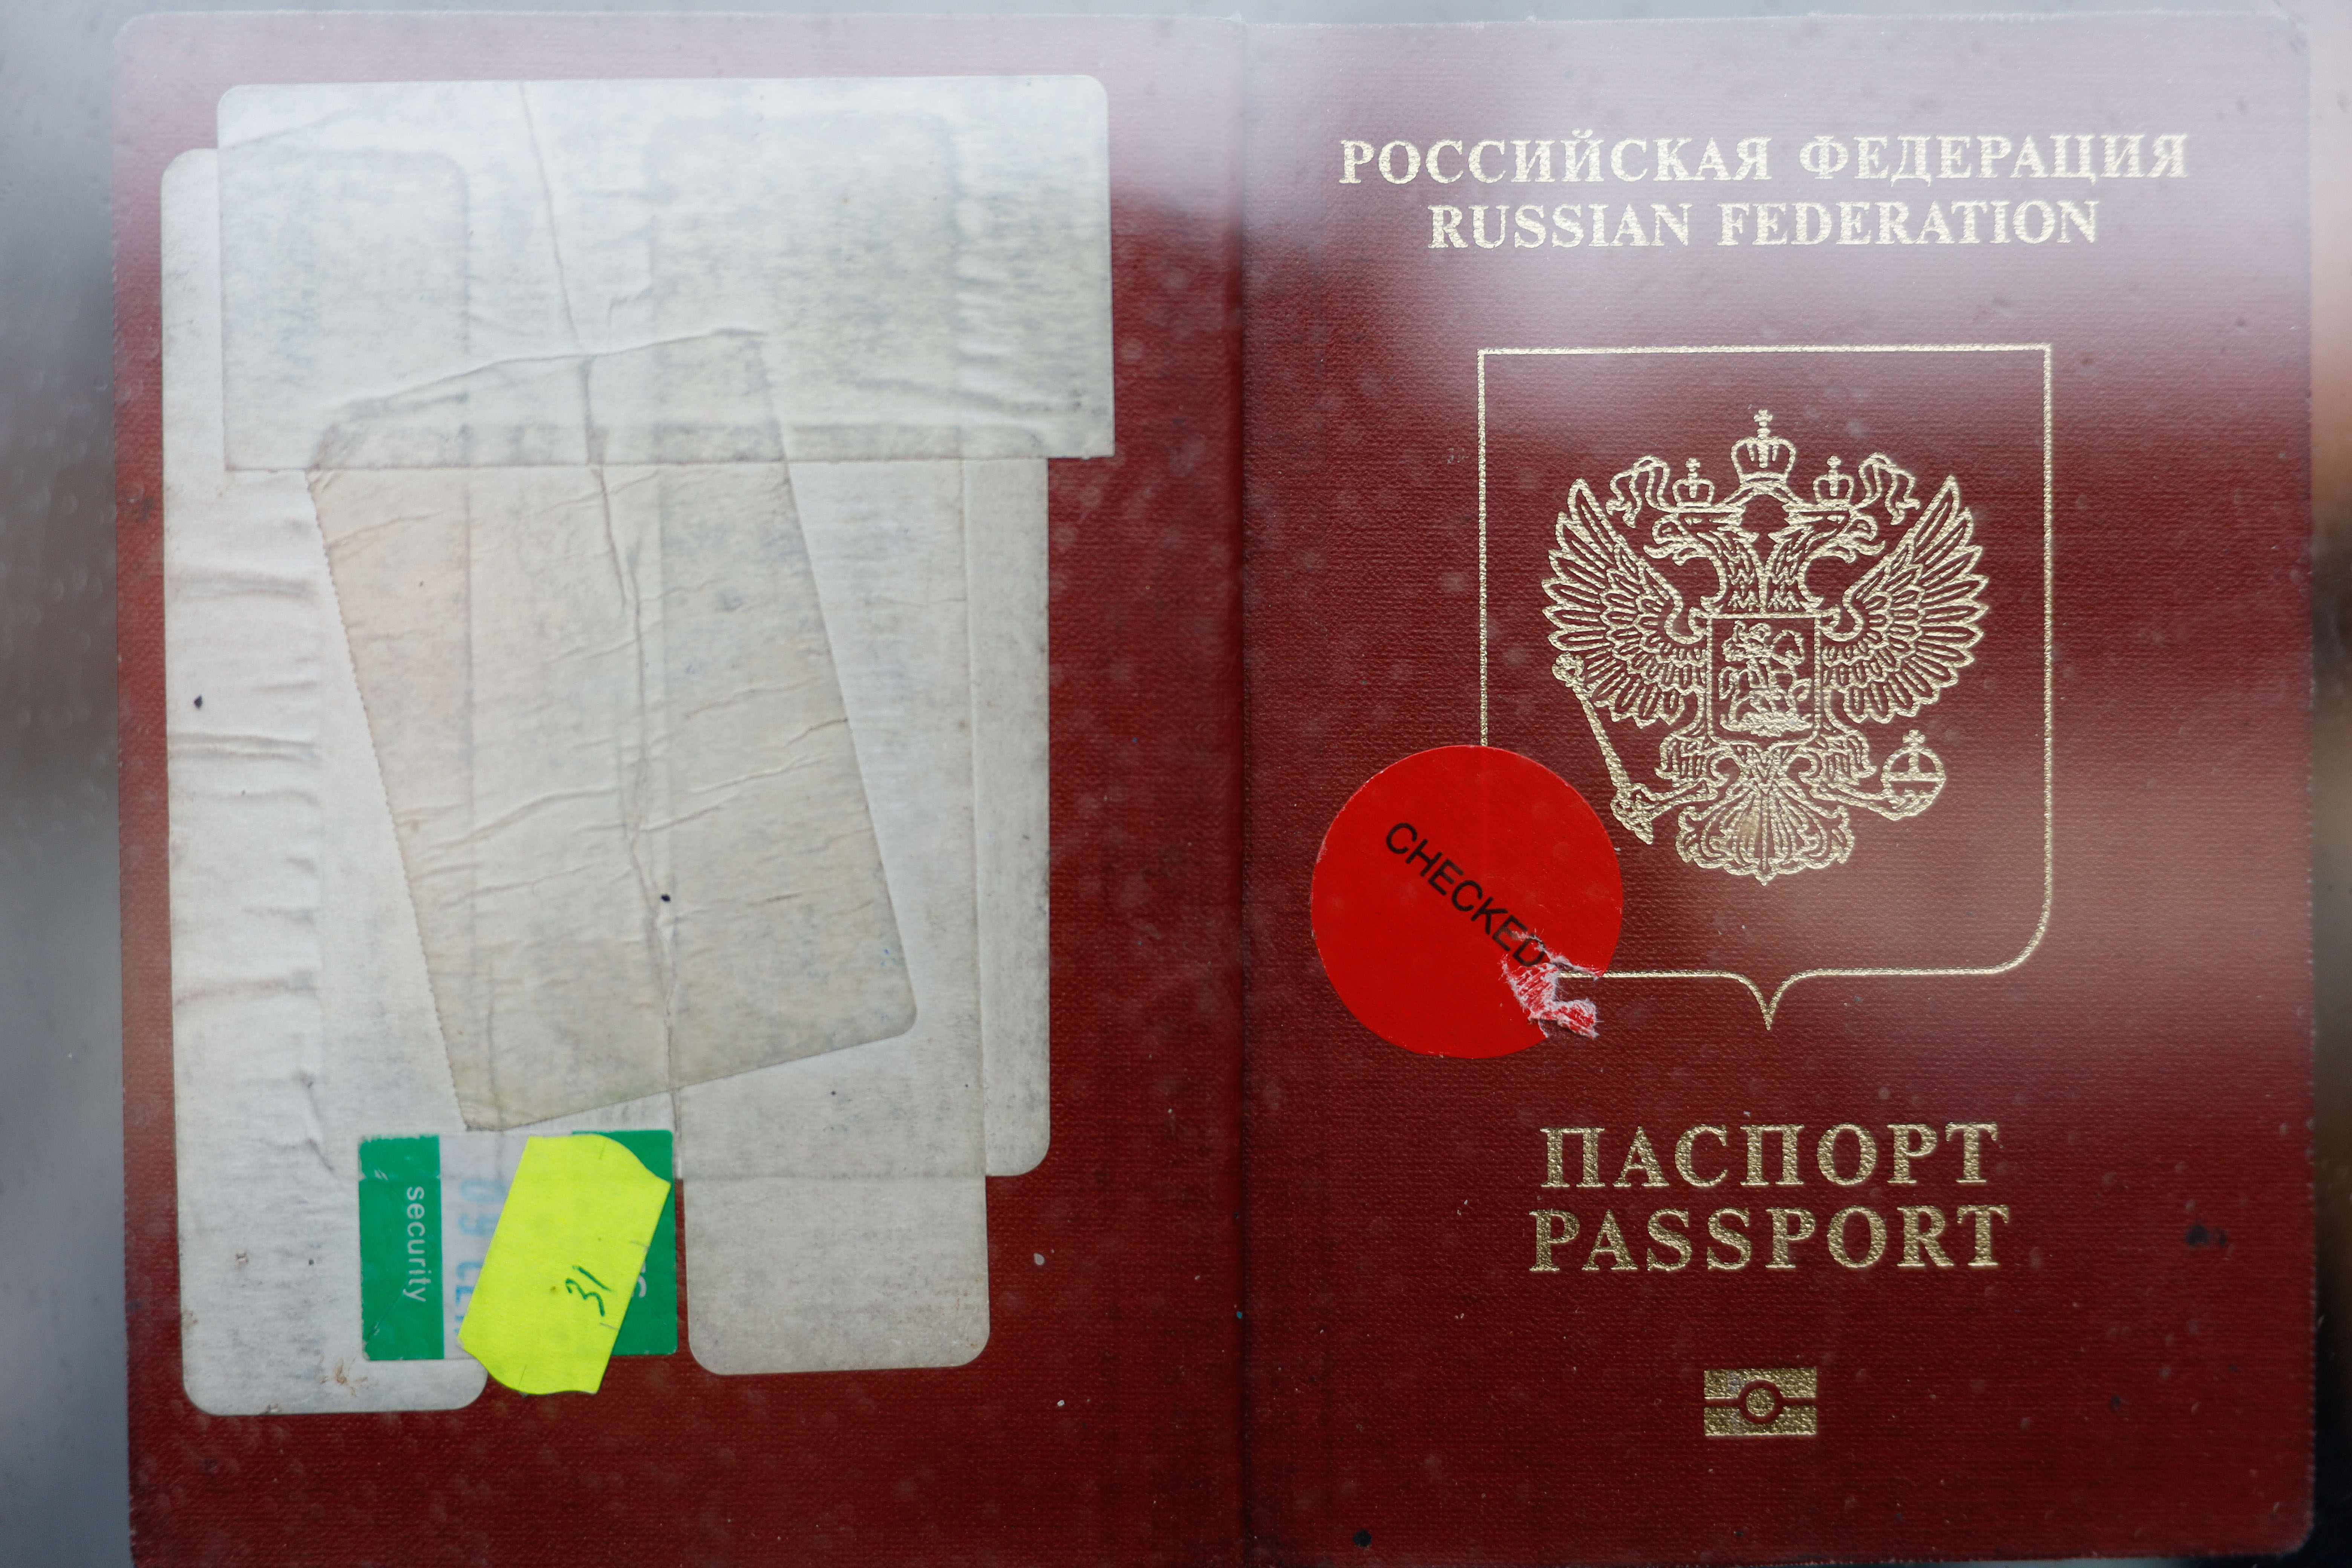 security
31
РОССИЙСКАЯ ФЕДЕРАЦИЯ
RUSSIAN FEDERATION
CHECKED
ПАСПОРТ
PASSPORT